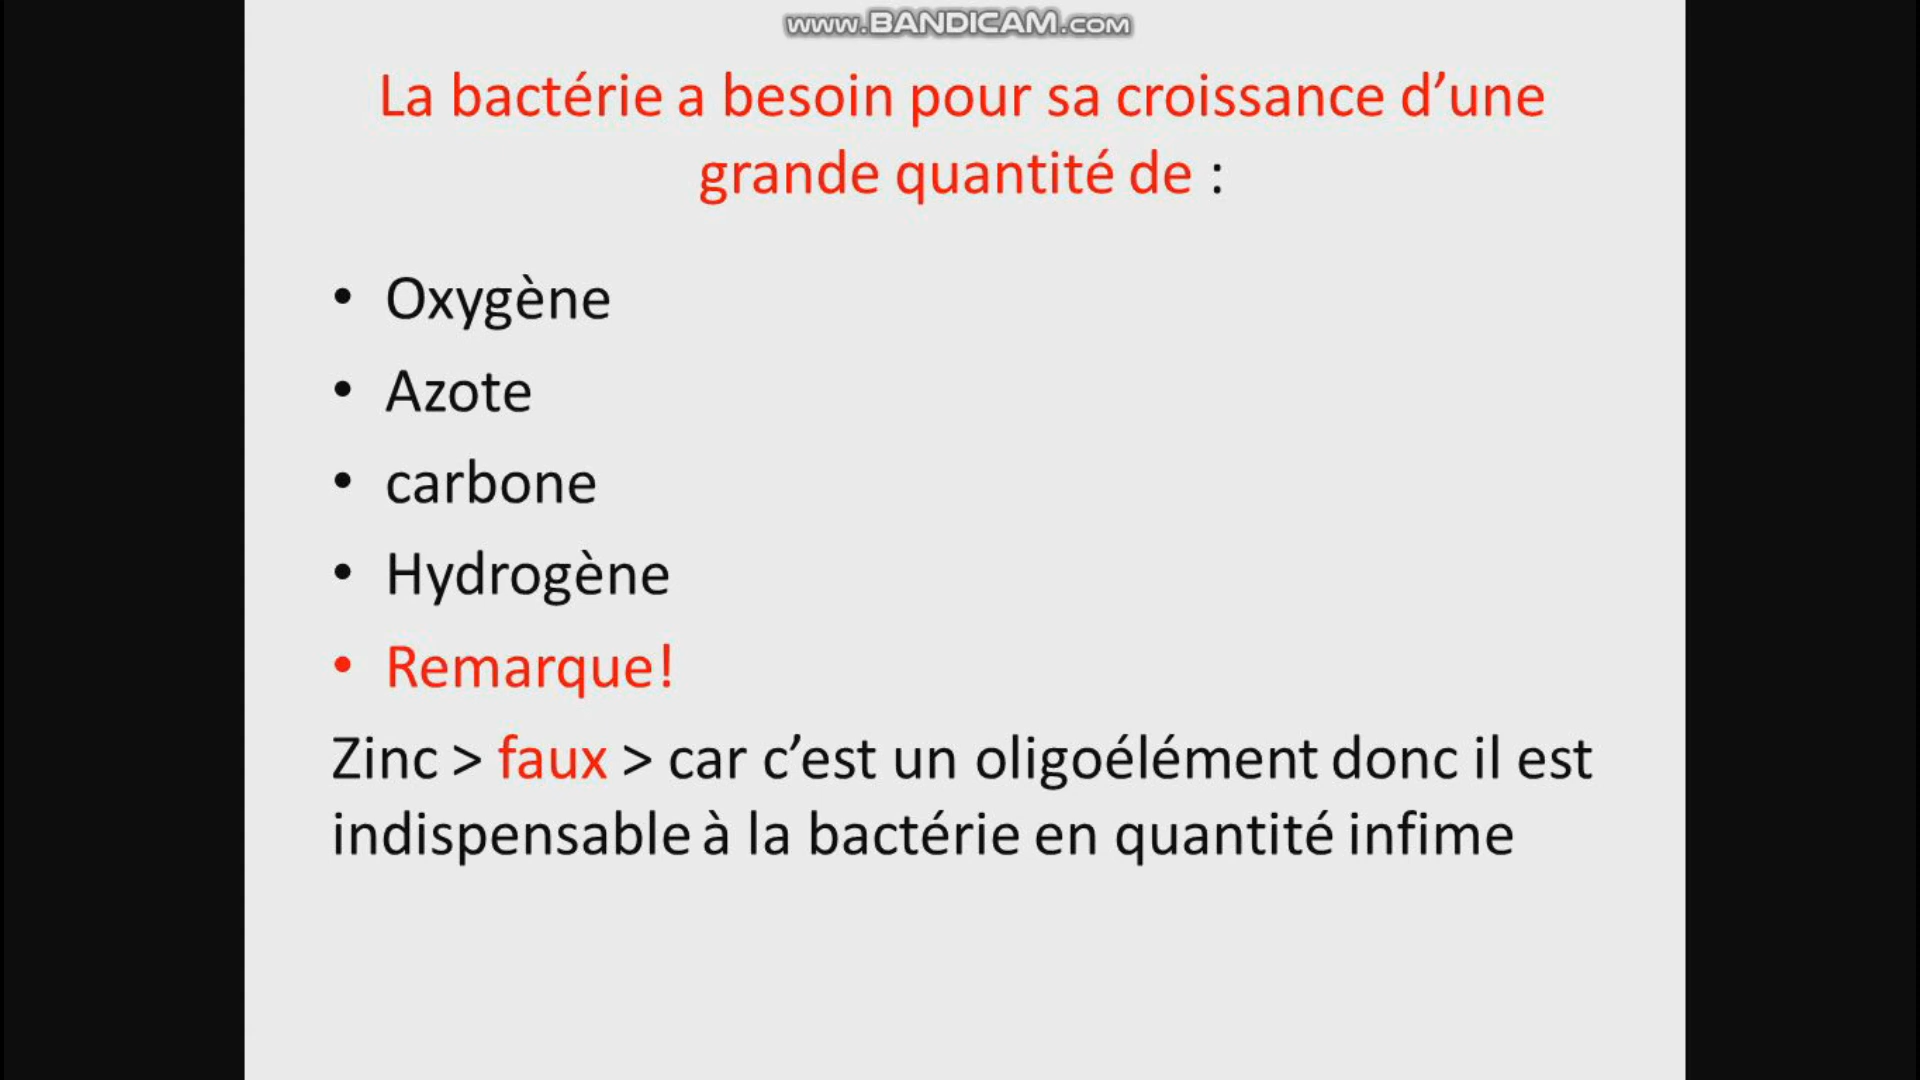 www.BANDICAM.com
La bactérie a besoin pour sa croissance d’une
grande quantité de :
• Oxygène
• Azote
• carbone
• Hydrogène
• Remarque!
Zinc > faux > car c’est un oligoélément donc il est
indispensable à la bactérie en quantité infime